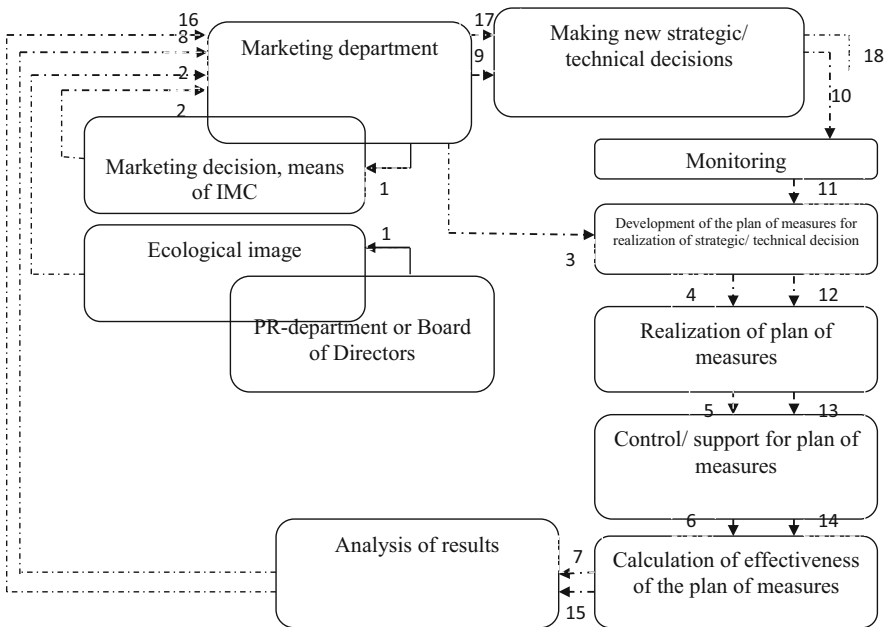 16
8
2
2
Marketing department
17
9
Making new strategic/
technical decisions
18
10
Marketing decision, means
of IMC
1
Monitoring
11
Development of the plan of measures for
realization of strategic/ technical decision
3
Ecological image
1
PR-department or Board
of Directors
4
12
Realization of plan of
measures
5
13
Control/ support for plan of
measures
6
14
Analysis of results
7
15
Calculation of effectiveness
of the plan of measures